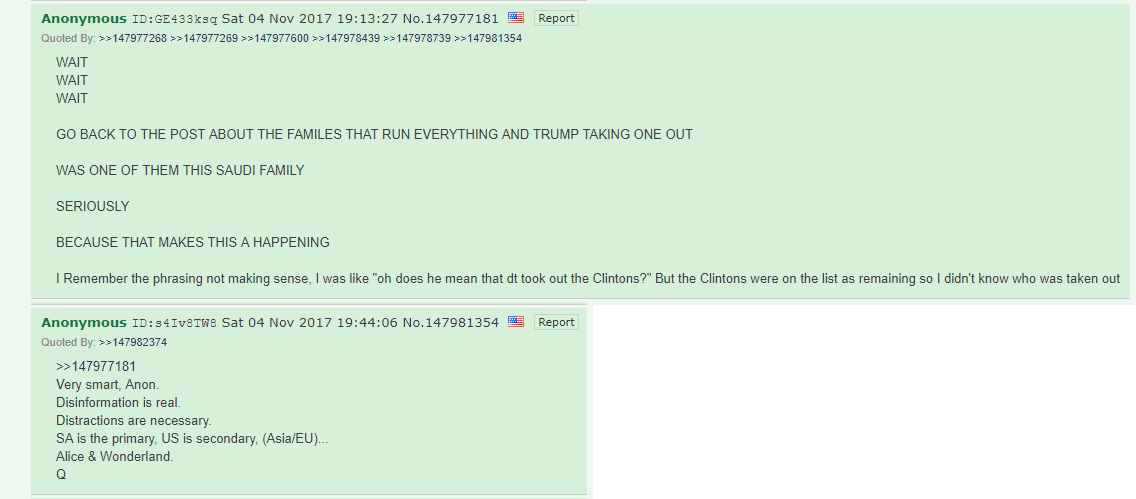 Anonymous ID:GE433ksq Sat 04 Nov 2017 19:13:27 No.147977181 Report
Quoted By: >>147977268 >>147977269 >>147977600 >>147978439 >>147978739 >>147981354
WAIT
WAIT
WAIT
GO BACK TO THE POST ABOUT THE FAMILES THAT RUN EVERYTHING AND TRUMP TAKING ONE OUT
WAS ONE OF THEM THIS SAUDI FAMILY
SERIOUSLY
BECAUSE THAT MAKES THIS A HAPPENING
I Remember the phrasing not making sense, I was like "oh does he mean that dt took out the Clintons?" But the Clintons were on the list as remaining so I didn't know who was taken out
Anonymous ID:s4Iv8TW8 Sat 04 Nov 2017 19:44:06 No.147981354 Report
Quoted By: >>147982374
>>147977181
Very smart, Anon.
Disinformation is real.
Distractions are necessary.
SA is the primary, US is secondary, (Asia/EU)...
Alice & Wonderland.
Q